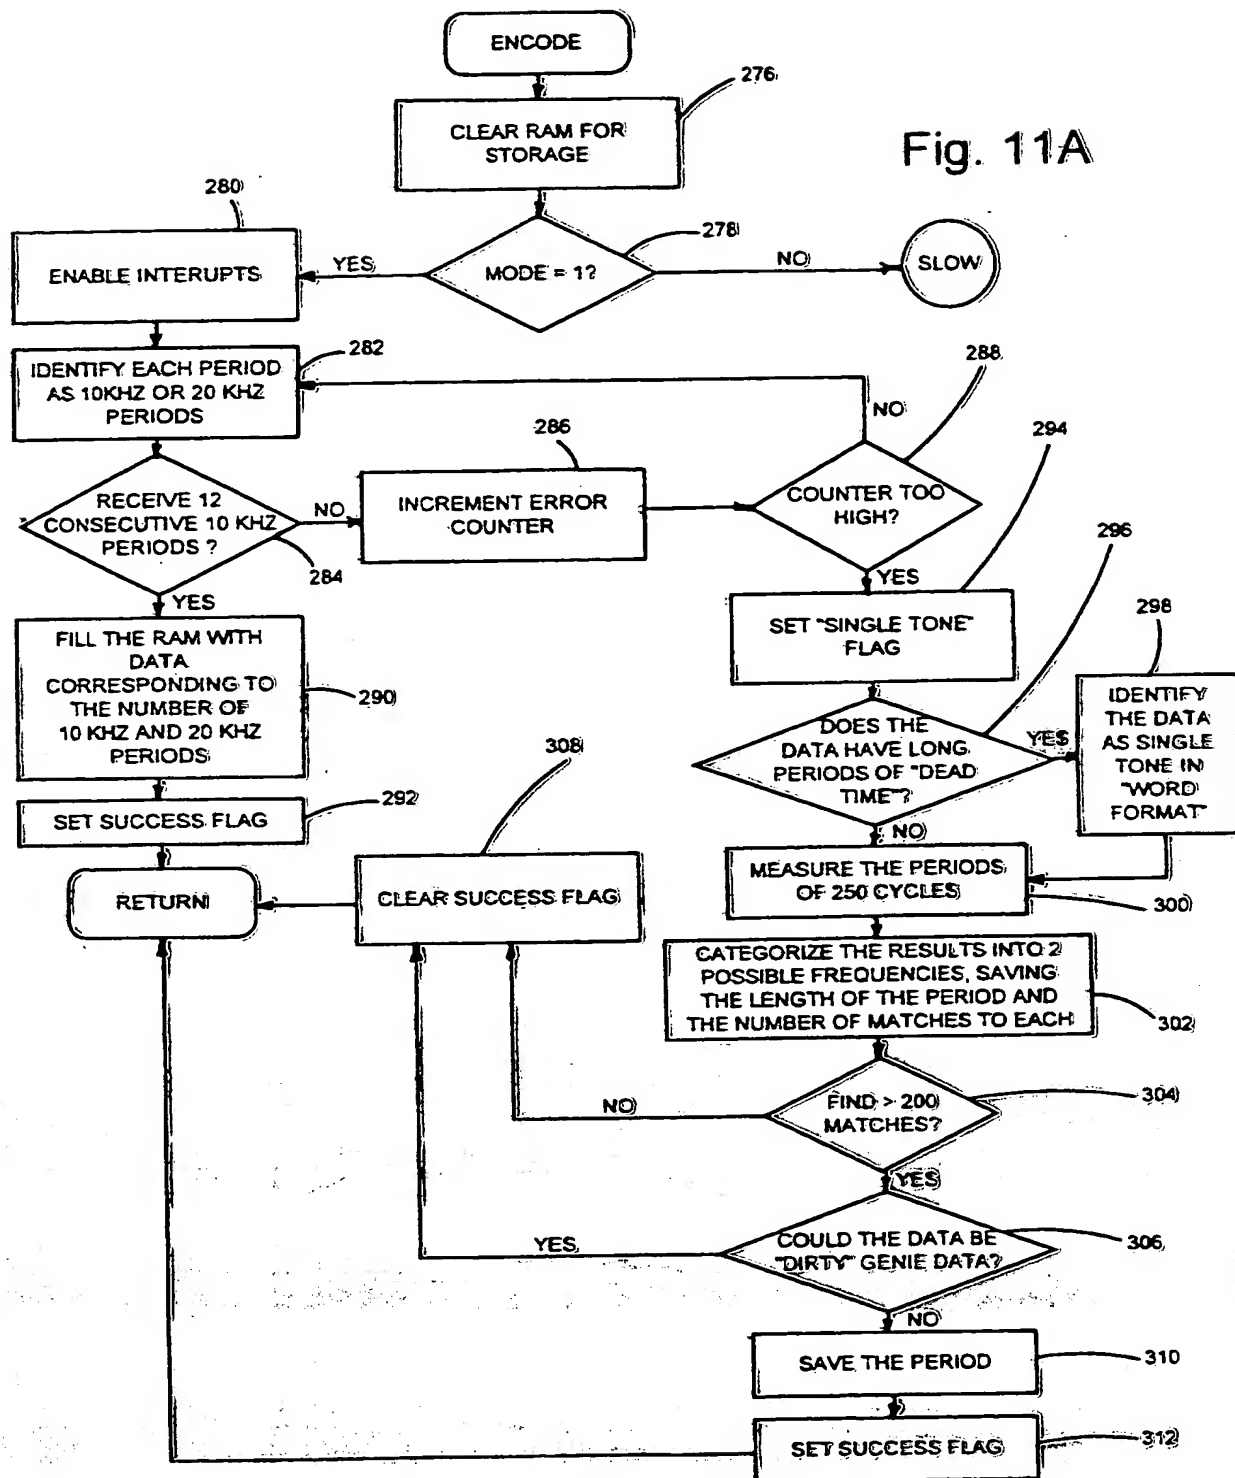 ENCODE
276
CLEAR RAM FOR
STORAGE
Fig. 11A
280
278
ENABLE INTERUPTS
YES
MODE = 1?
NO
SLOW
282
IDENTIFY EACH PERIOD
AS 10KHZ OR 20 KHZ
PERIODS
288
NO
286
294
RECEIVE 12
CONSECUTIVE 10 KHZ
PERIODS ?
NO
INCREMENT ERROR
COUNTER
COUNTER TOO
HIGH?
284
296
YES
YES
298
FILL THE RAM WITH
DATA
CORRESPONDING TO
THE NUMBER OF
10 KHZ AND 20 KHZ
PERIODS
290
SET "SINGLE TONE"
FLAG
IDENTIFY
THE DATA
AS SINGLE
TONE IN
"WORD
FORMAT"
308
DOES THE
DATA HAVE LONG
PERIODS OF "DEAD
TIME"?
YES
292
SET SUCCESS FLAG
NO
RETURN
CLEAR SUCCESS FLAG
MEASURE THE PERIODS
OF 250 CYCLES
300
CATEGORIZE THE RESULTS INTO 2
POSSIBLE FREQUENCIES, SAVING
THE LENGTH OF THE PERIOD AND
THE NUMBER OF MATCHES TO EACH
302
NO
FIND > 200
MATCHES?
304
YES
YES
COULD THE DATA BE
"DIRTY" GENIE DATA?
306
NO
SAVE THE PERIOD
310
SET SUCCESS FLAG
312